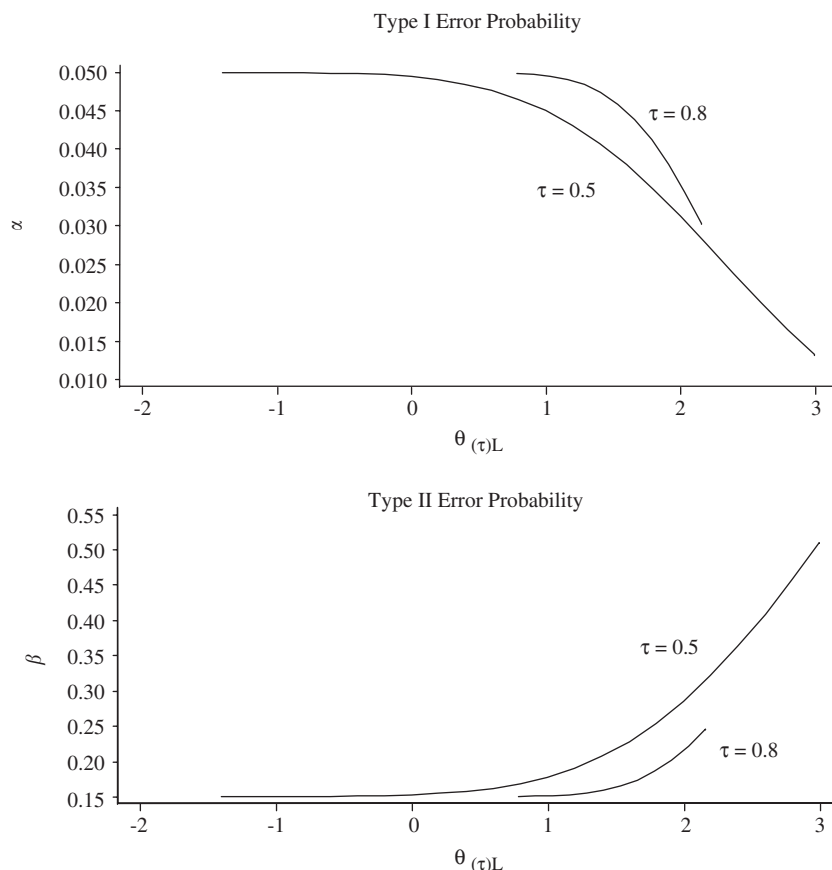 Type I Error Probability
0.050
0.045
0.040
0.035
0.030
0.025
0.020
0.015
0.010
α
τ = 0.8
τ = 0.5
-2 -1 0 1 2 3
θ (τ)L
Type II Error Probability
0.55
0.50
0.45
0.40
0.35
0.30
0.25
0.20
0.15
β
τ = 0.5
τ = 0.8
-2 -1 0 1 2 3
θ (τ)L